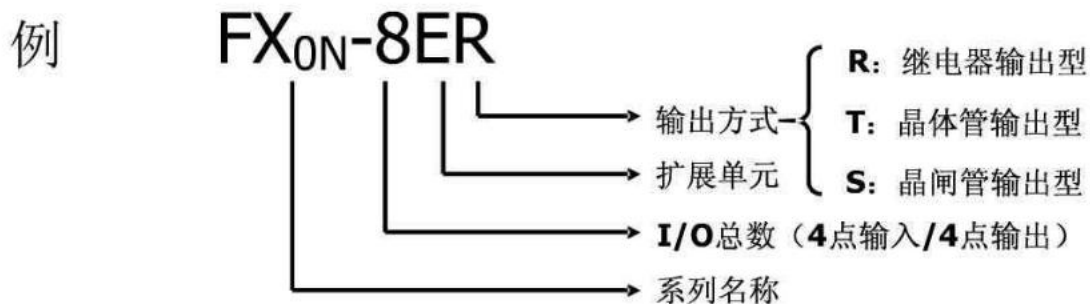 例 FX0N-8ER
R：继电器输出型
输出方式
T：晶体管输出型
扩展单元
S：晶闸管输出型
I/O总数（4点输入/4点输出）
系列名称